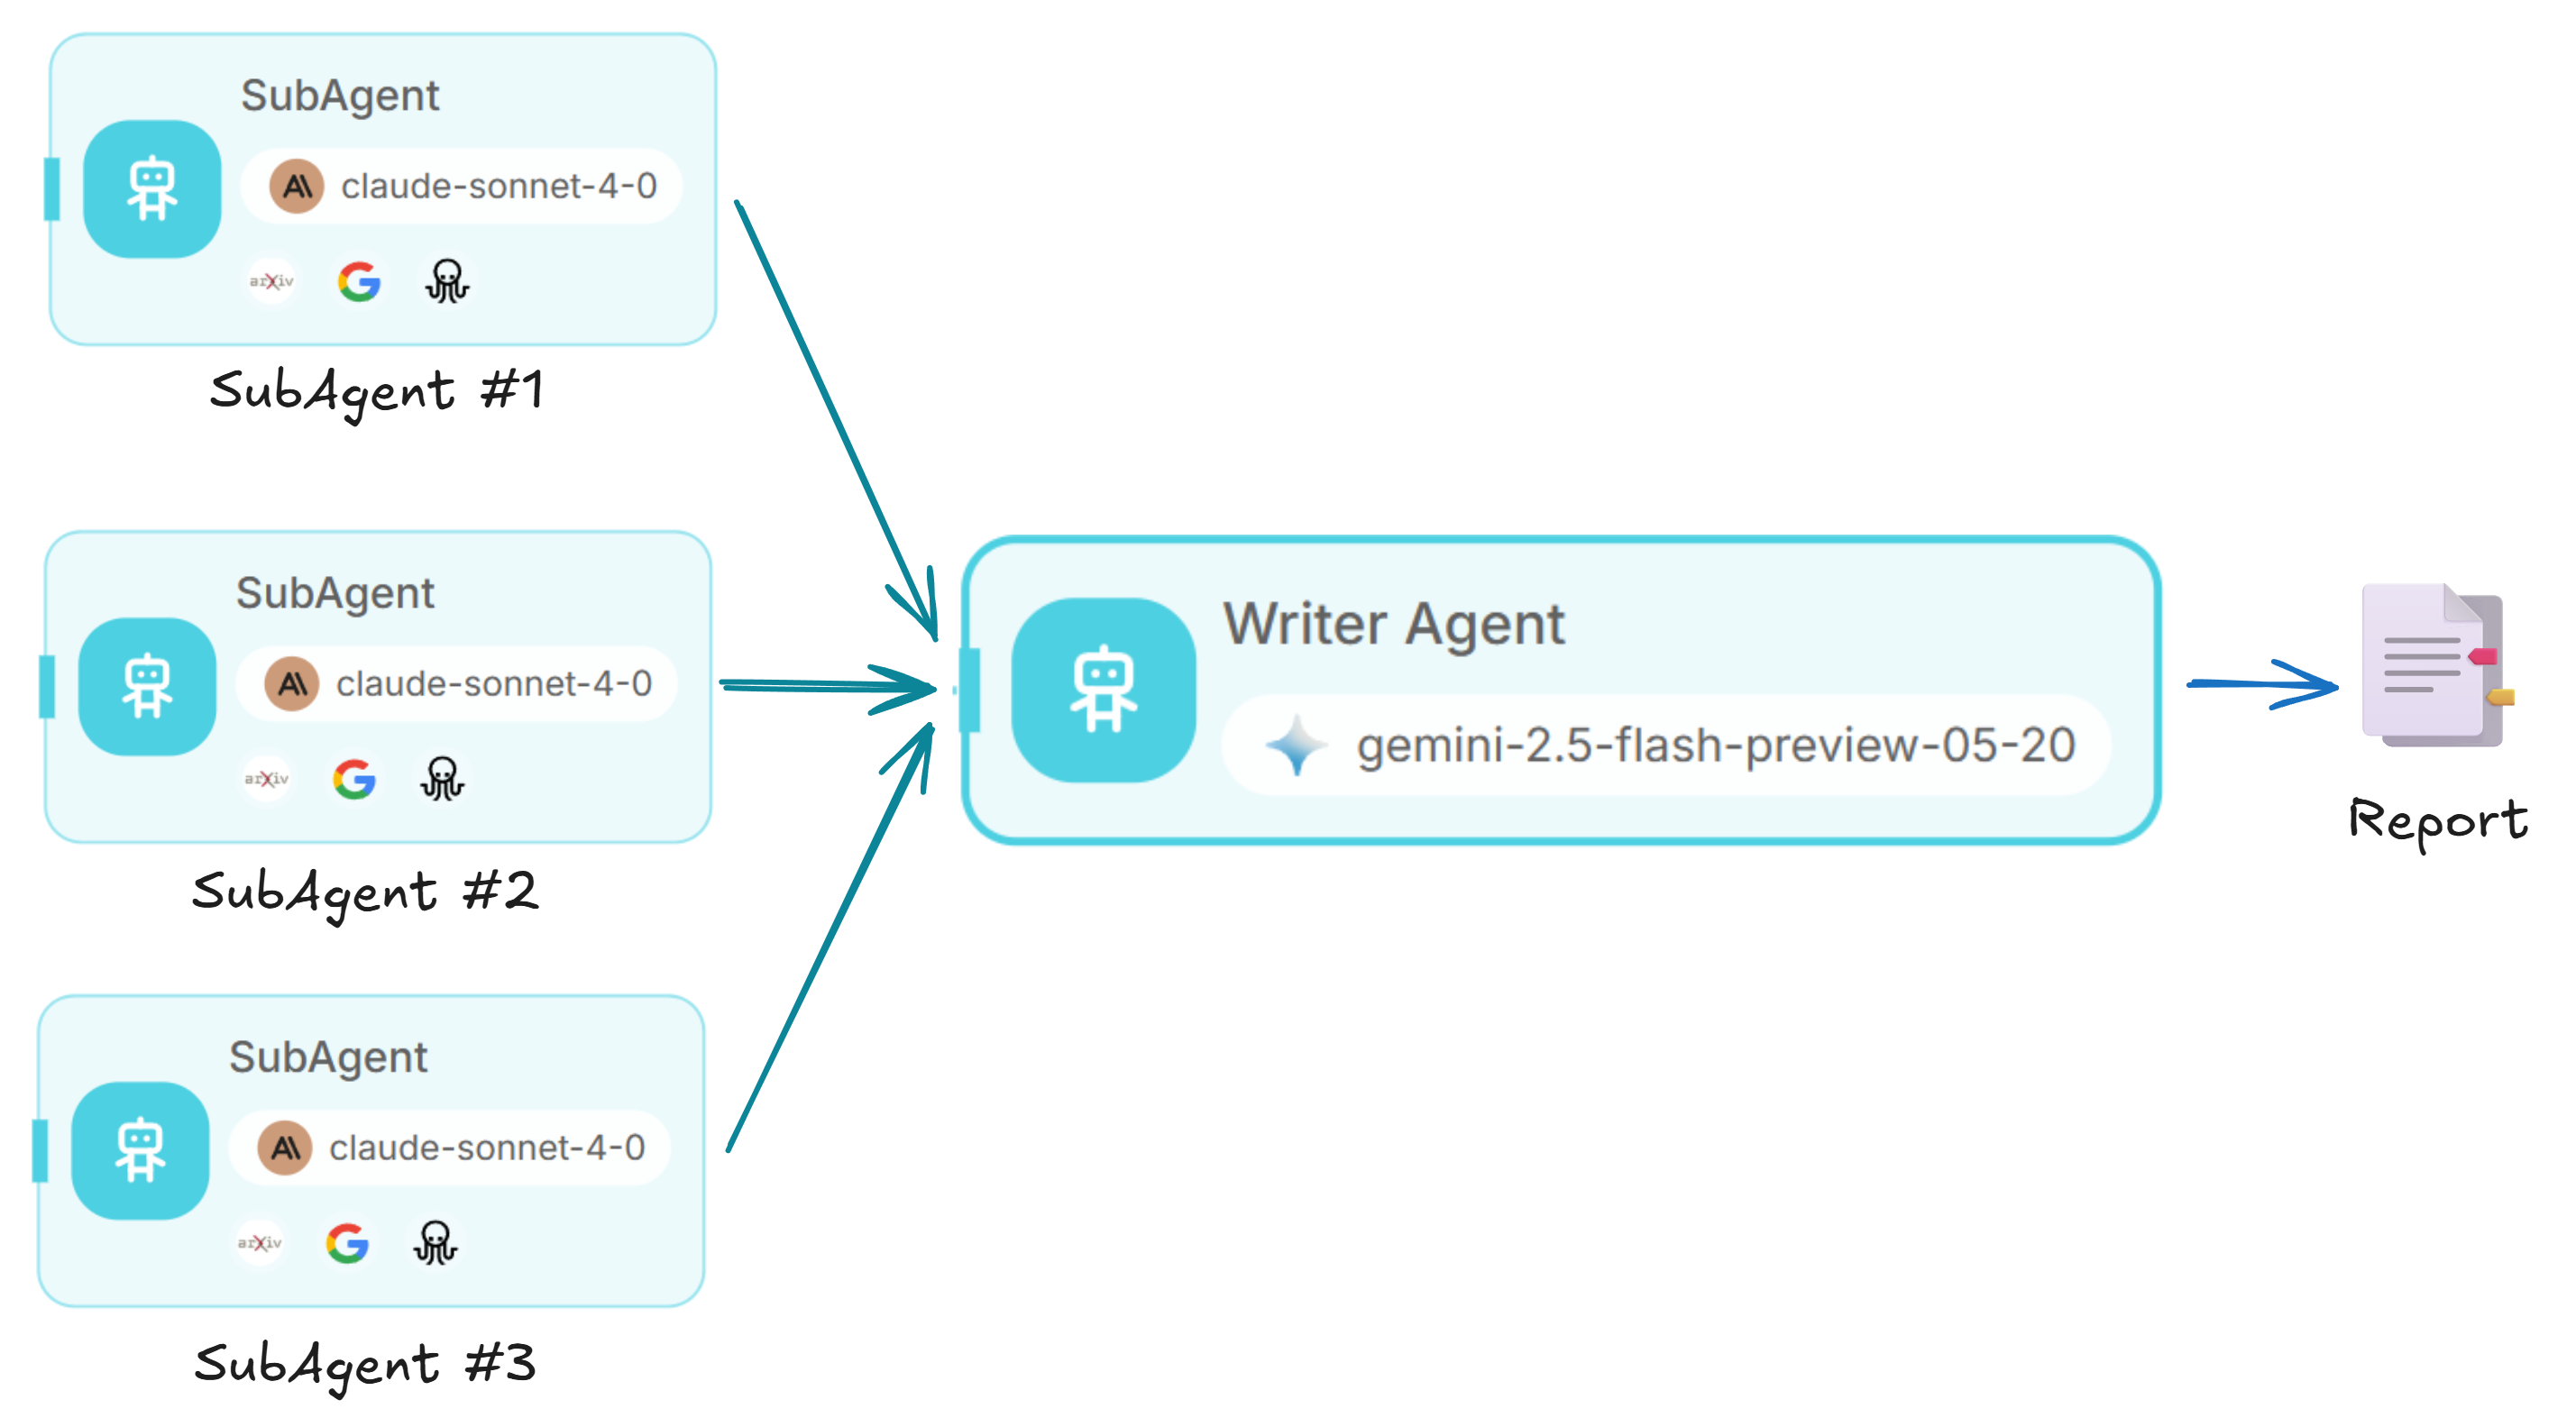 SubAgent
claude-sonnet-4-0
arXiv
SubAgent #1
SubAgent
claude-sonnet-4-0
arXiv
SubAgent #2
SubAgent
claude-sonnet-4-0
arXiv
SubAgent #3
Writer Agent
gemini-2.5-flash-preview-05-20
Report